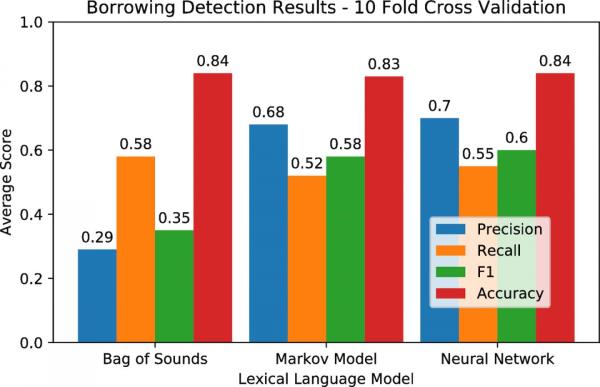 Borrowing Detection Results - 10 Fold Cross Validation
Average Score
1.0
0.8
0.6
0.4
0.2
0.0
0.29
0.58
0.35
0.84
0.68
0.52
0.58
0.83
0.7
0.55
0.6
0.84
Precision
Recall
F1
Accuracy
Bag of Sounds
Markov Model
Neural Network
Lexical Language Model